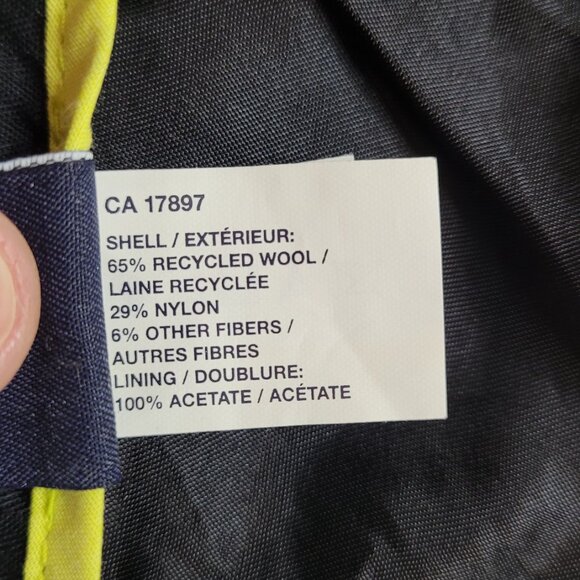 CA 17897
SHELL / EXTÉRIEUR:
65% RECYCLED WOOL /
LAINE RECYCLÉE
29% NYLON
6% OTHER FIBERS /
AUTRES FIBRES
LINING / DOUBLURE:
100% ACETATE / ACÉTATE